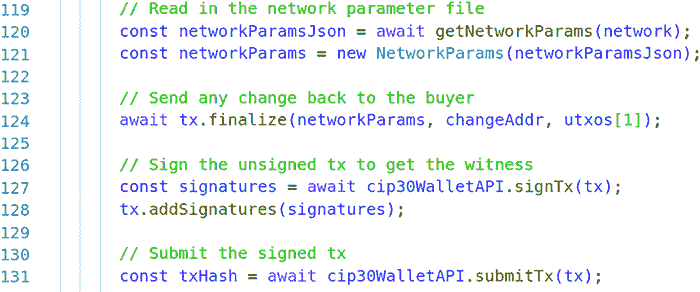 119 // Read in the network parameter file
120 const networkParamsJson = await getNetworkParams(network);
121 const networkParams = new NetworkParams(networkParamsJson);
122
123 // Send any change back to the buyer
124 await tx.finalize(networkParams, changeAddr, utxos[1]);
125
126 // Sign the unsigned tx to get the witness
127 const signatures = await cip30WalletAPI.signTx(tx);
128 tx.addSignatures(signatures);
129
130 // Submit the signed tx
131 const txHash = await cip30WalletAPI.submitTx(tx);